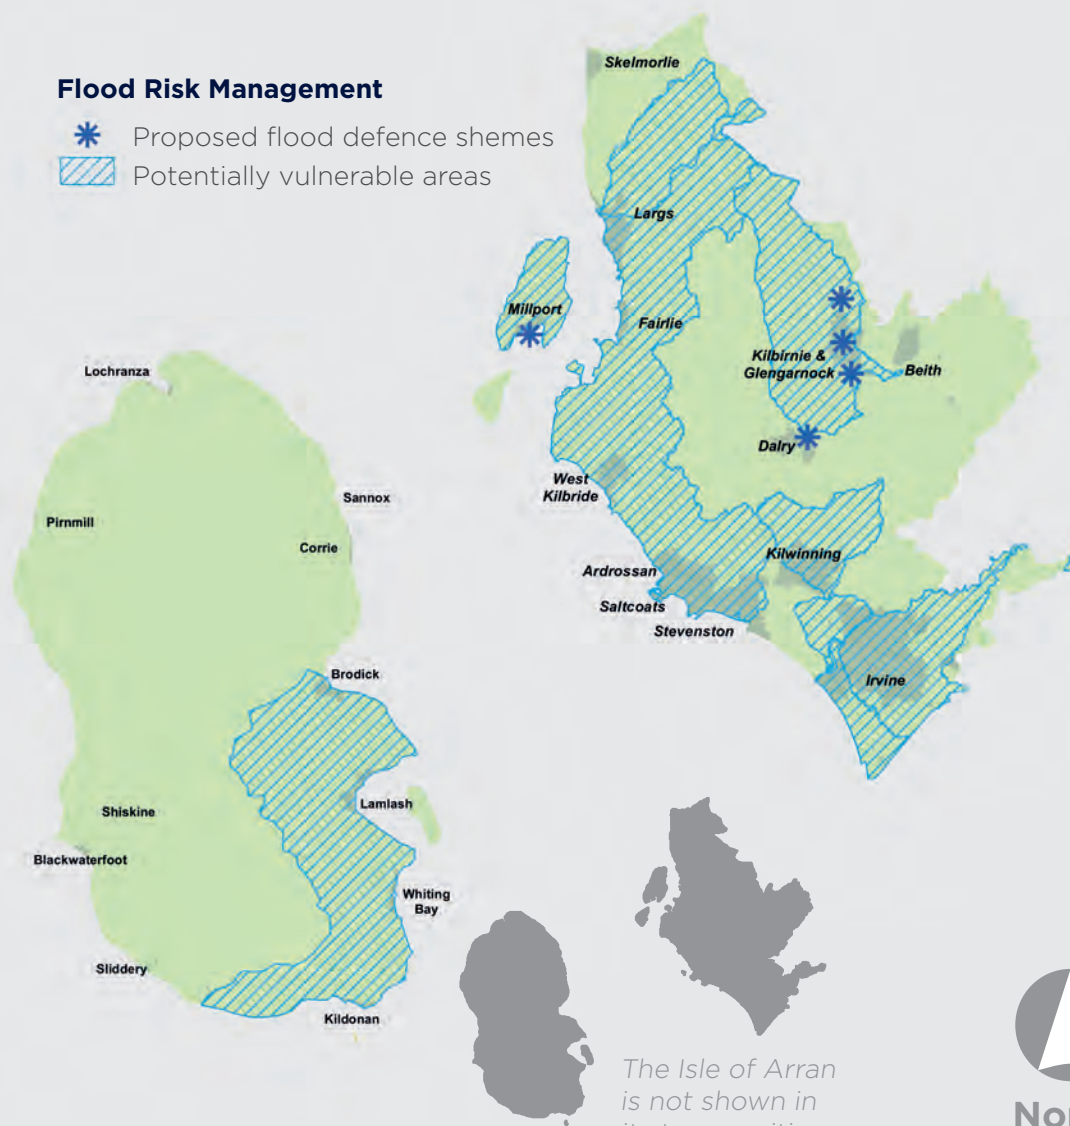 Flood Risk Management
Proposed flood defence shemes
Potentially vulnerable areas
Skelmorlie
Largs
Millport
Fairlie
Kilbirnie &
Glengarnock
Beith
Dalry
West
Kilbride
Kilwinning
Ardrossan
Saltcoats
Stevenston
Irvine
Lochranza
Sannox
Pirnmill
Corrie
Brodick
Lamlash
Shiskine
Blackwaterfoot
Whiting
Bay
Sliddery
Kildonan
The Isle of Arran
is not shown in